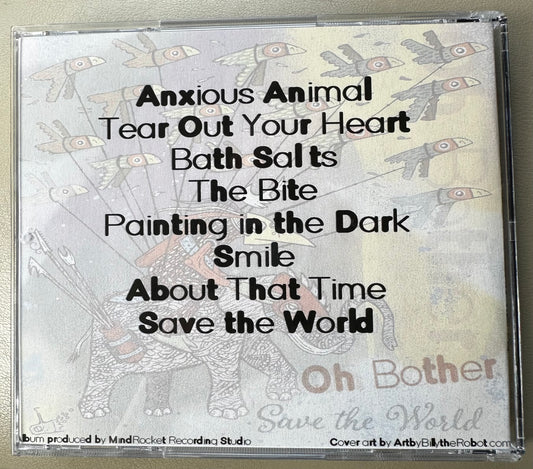 Anxious Animal
Tear Out Your Heart
Bath Salts
The Bite
Painting in the Dark
Smile
About That Time
Save the World
Oh Bother
Save the World
Album produced by MindRocket Recording Studio
Cover art by ArtbyBillytheRobot.com